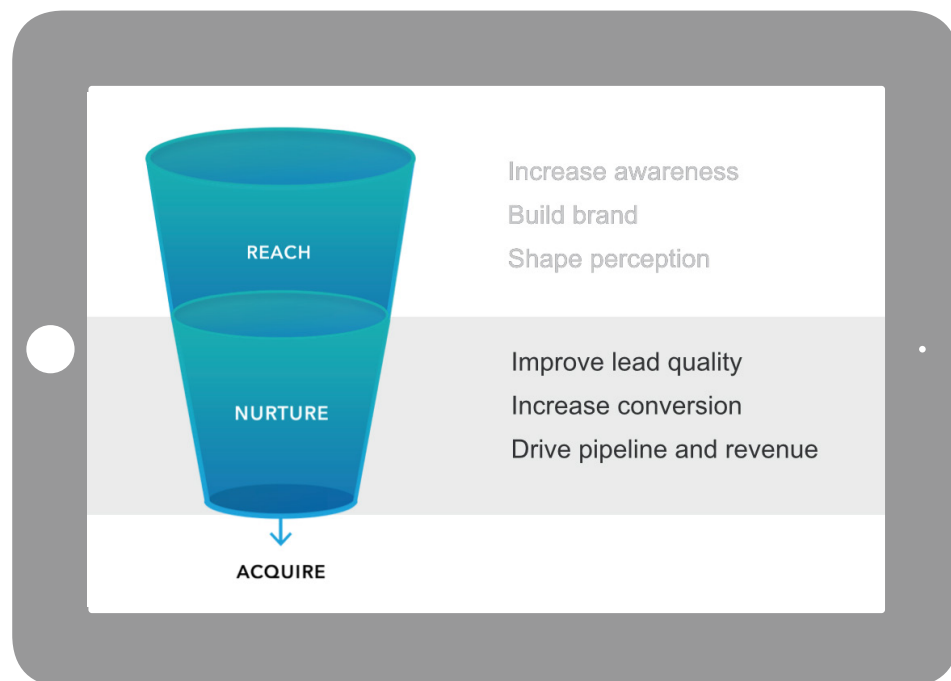 REACH
Increase awareness
Build brand
Shape perception
NURTURE
Improve lead quality
Increase conversion
Drive pipeline and revenue
ACQUIRE